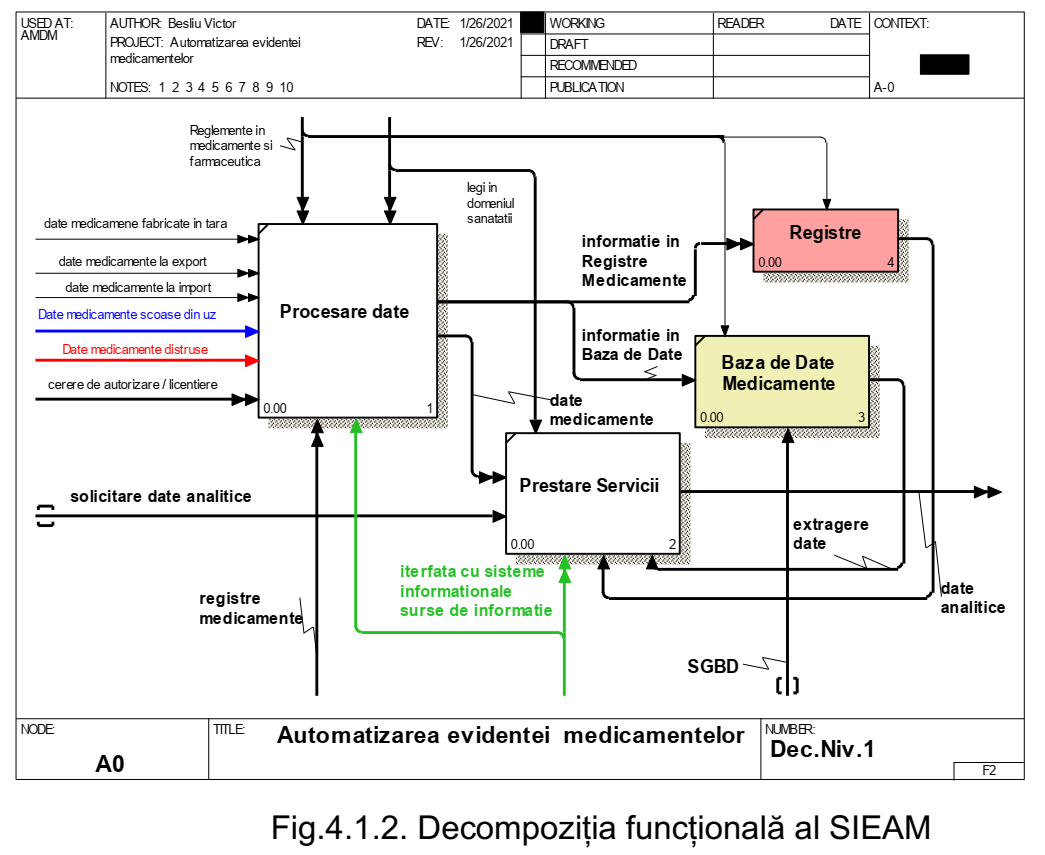 USED AT:
AMDM
AUTHOR: Besliu Victor
DATE: 1/26/2021
PROJECT: Automatizarea evidentei
medicamentelor
REV: 1/26/2021
NOTES: 1 2 3 4 5 6 7 8 9 10
WORKING
DRAFT
RECOMMENDED
PUBLICATION
READER DATE
CONTEXT:
A-0
Reglemente in
medicamente si
farmaceutica
legi in
domeniul
sanatatii
date medicamene fabricate in tara
date medicamente la export
date medicamente la import
Date medicamente scoase din uz
Date medicamente distruse
cerere de autorizare / licentiere
Procesare date
0.00 1
informatie in
Registre
Medicamente
Registre
0.00 4
informatie in
Baza de Date
Baza de Date
Medicamente
0.00 3
date
medicamente
Prestare Servicii
0.00 2
solicitare date analitice
extragere
date
iterfata cu sisteme
informationale
surse de informatie
registre
medicamente
date
analitice
SGBD
NODE:
A0
TITLE:
Automatizarea evidentei medicamentelor
NUMBER:
Dec.Niv.1
F2
Fig.4.1.2. Decompoziția funcțională al SIEAM